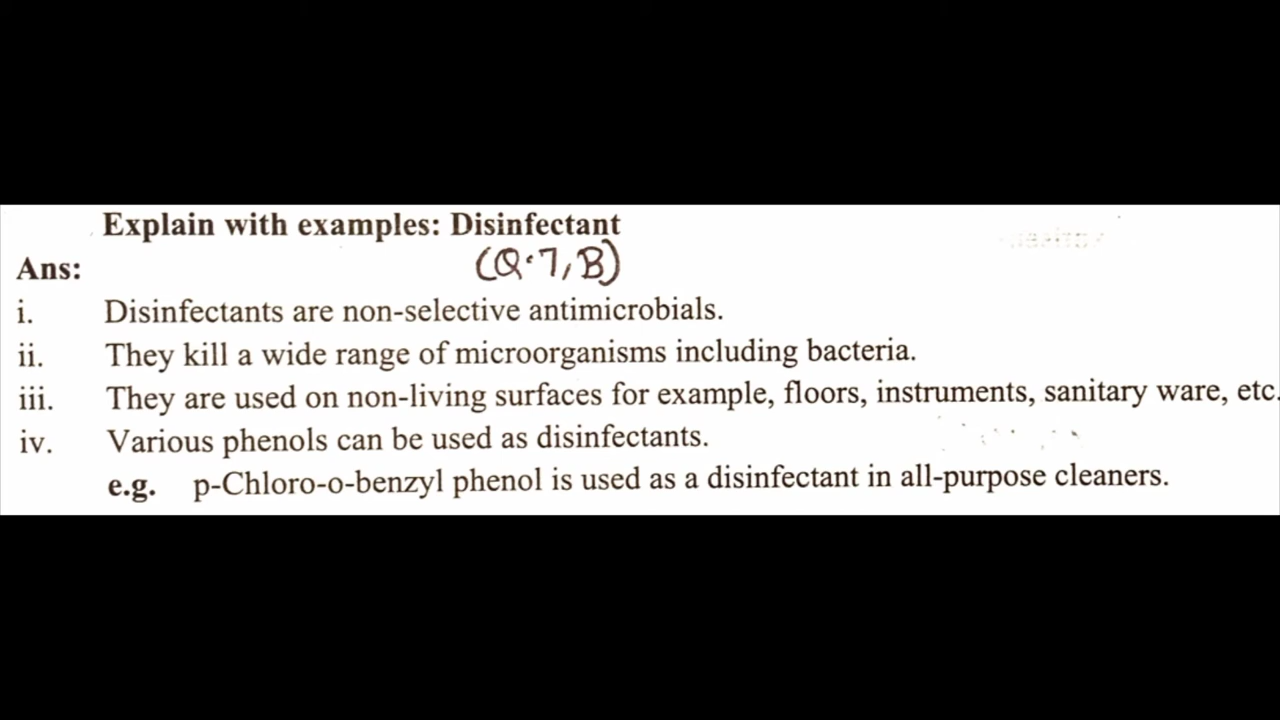 Explain with examples: Disinfectant
Ans: (Q.7,B)
i. Disinfectants are non-selective antimicrobials.
ii. They kill a wide range of microorganisms including bacteria.
iii. They are used on non-living surfaces for example, floors, instruments, sanitary ware, etc.
iv. Various phenols can be used as disinfectants.
e.g. p-Chloro-o-benzyl phenol is used as a disinfectant in all-purpose cleaners.